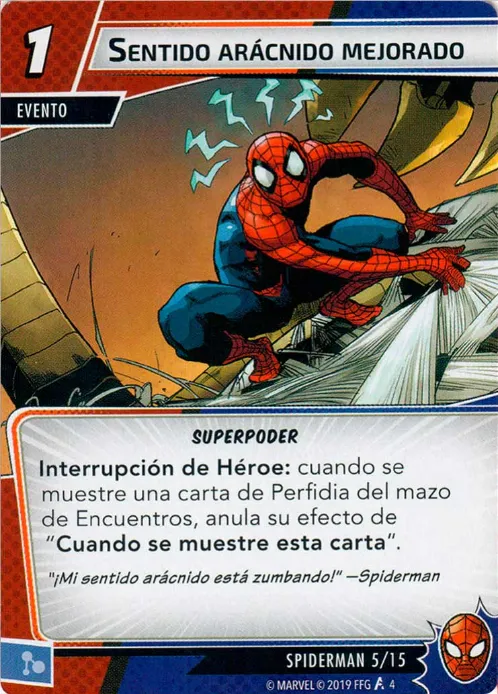 1
SENTIDO ARÁCNIDO MEJORADO
EVENTO
SUPERPODER
Interrupción de Héroe: cuando se
muestre una carta de Perfidia del mazo
de Encuentros, anula su efecto de
“Cuando se muestre esta carta”.
"¡Mi sentido arácnido está zumbando!" —Spiderman
SPIDERMAN 5/15
© MARVEL © 2019 FFG 4